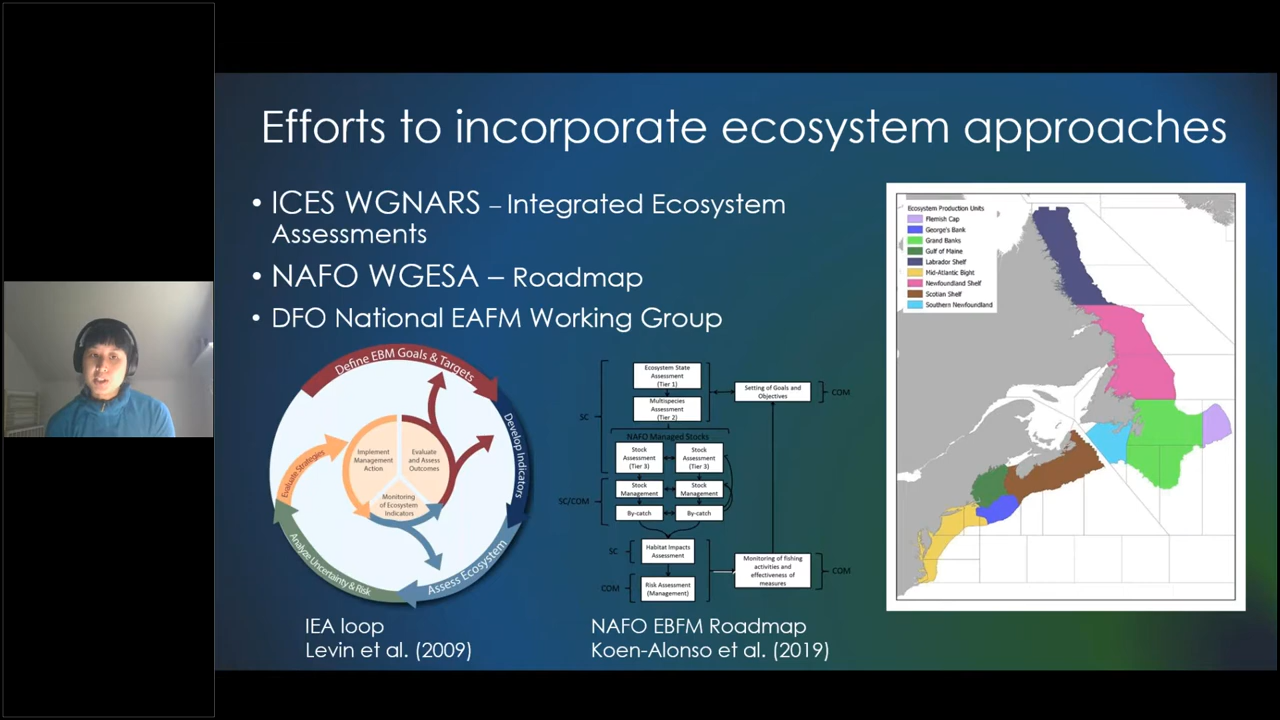 Efforts to incorporate ecosystem approaches
• ICES WGNARS – Integrated Ecosystem
Assessments
• NAFO WGESA – Roadmap
• DFO National EAFM Working Group
Define EBM Goals & Targets
Develop Indicators
Assess Ecosystem
Analyze Uncertainty & Risk
Evaluate Strategies
Implement
Management
Action
Evaluate
and Assess
Outcomes
Monitoring
of Ecosystem
Indicators
IEA loop
Levin et al. (2009)
SC
Ecosystem State
Assessment
(Tier 1)
Multispecies
Assessment
(Tier 2)
Setting of Goals and
Objectives
COM
NAFO Managed Stocks
Stock
Assessment
(Tier 3)
Stock
Assessment
(Tier 3)
SC/COM
Stock
Management
Stock
Management
By-catch
By-catch
SC
Habitat Impacts
Assessment
COM
Risk Assessment
(Management)
Monitoring of fishing
activities and
effectiveness of
measures
COM
NAFO EBFM Roadmap
Koen-Alonso et al. (2019)
Ecosystem Production Units
Flemish Cap
George's Bank
Grand Banks
Gulf of Maine
Labrador Shelf
Mid-Atlantic Bight
Newfoundland Shelf
Scotian Shelf
Southern Newfoundland